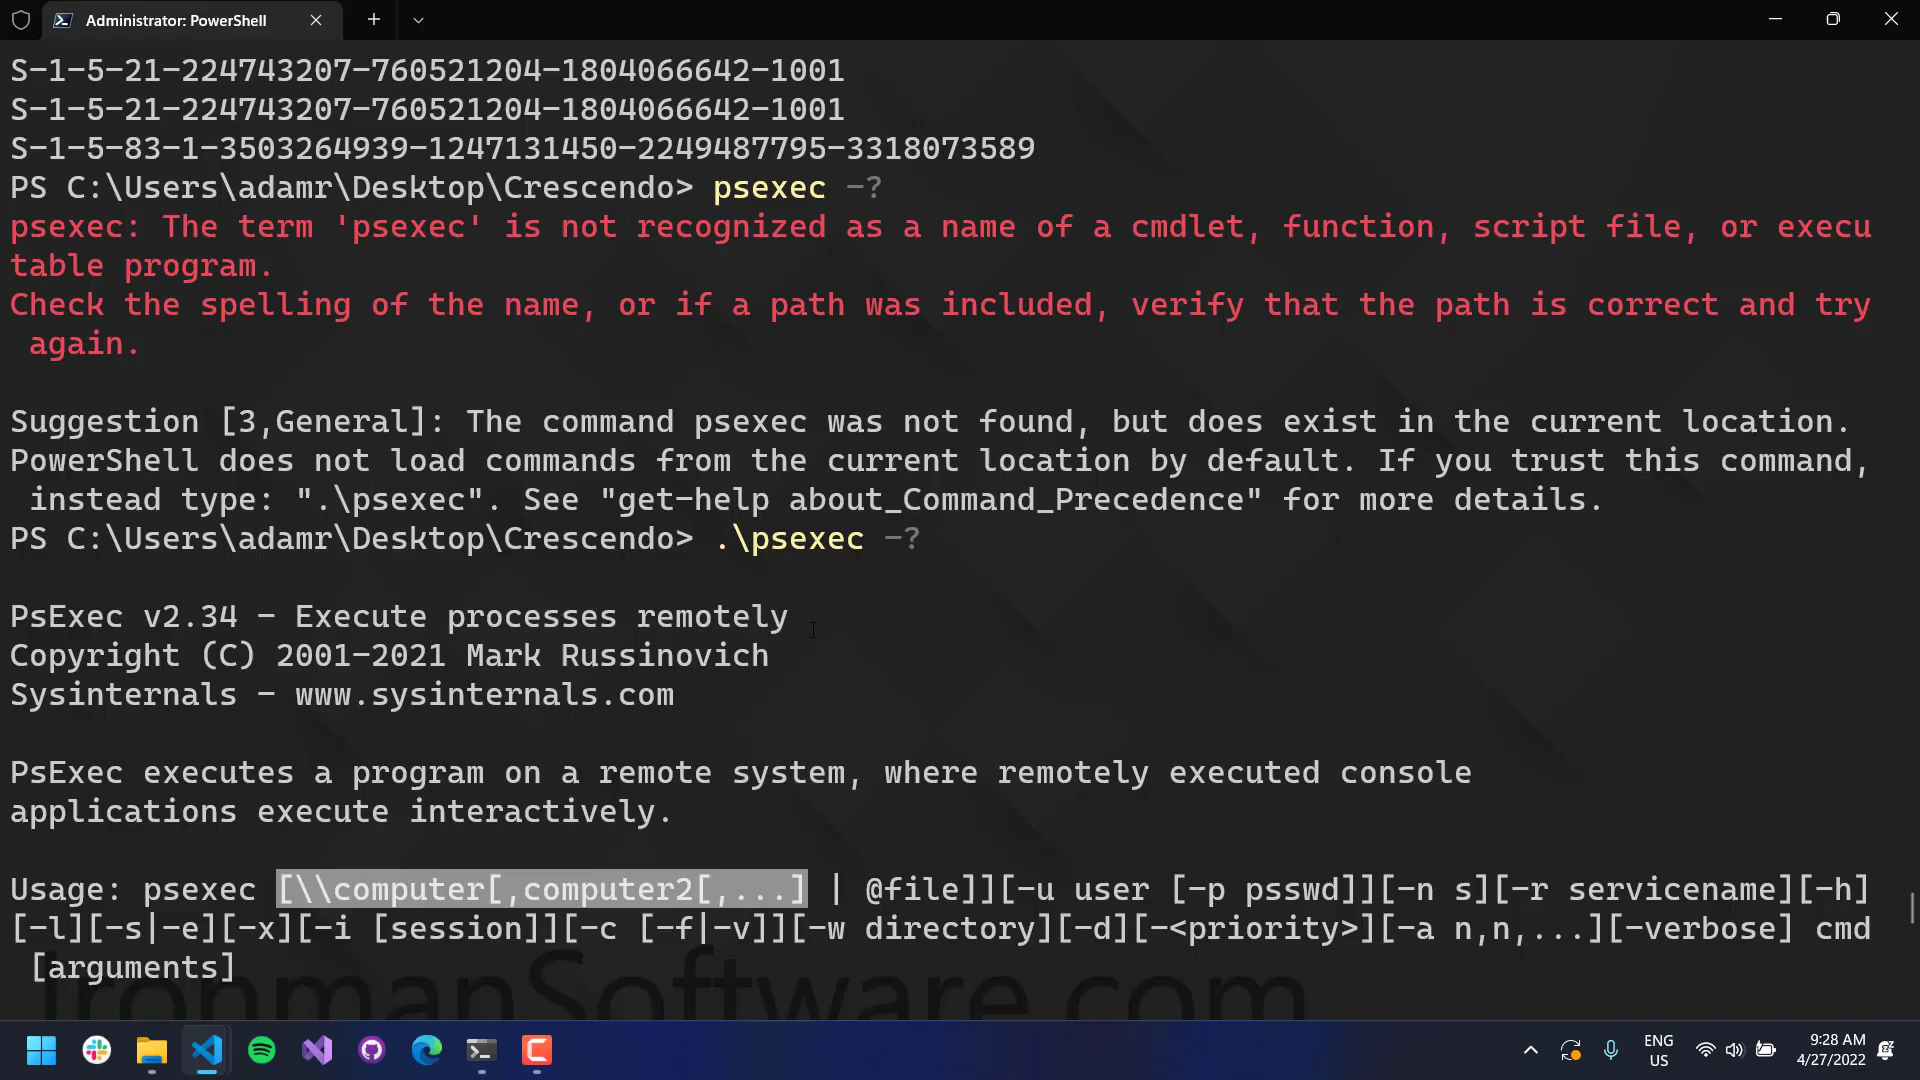 Administrator: PowerShell
S-1-5-21-224743207-760521204-1804066642-1001
S-1-5-21-224743207-760521204-1804066642-1001
S-1-5-83-1-3503264939-1247131450-2249487795-3318073589
PS C:\Users\adamr\Desktop\Crescendo> psexec -?
psexec: The term 'psexec' is not recognized as a name of a cmdlet, function, script file, or execu
table program.
Check the spelling of the name, or if a path was included, verify that the path is correct and try
 again.
Suggestion [3,General]: The command psexec was not found, but does exist in the current location.
PowerShell does not load commands from the current location by default. If you trust this command,
 instead type: ".\psexec". See "get-help about_Command_Precedence" for more details.
PS C:\Users\adamr\Desktop\Crescendo> .\psexec -?
PsExec v2.34 - Execute processes remotely
Copyright (C) 2001-2021 Mark Russinovich
Sysinternals - www.sysinternals.com
PsExec executes a program on a remote system, where remotely executed console
applications execute interactively.
Usage: psexec [\\computer[,computer2[,...] | @file]][-u user [-p psswd]][-n s][-r servicename][-h]
[-l][-s|-e][-x][-i [session]][-c [-f|-v]][-w directory][-d][-<priority>][-a n,n,...][-verbose] cmd
 [arguments]
IronmanSoftware.com
ENG
US
9:28 AM
4/27/2022